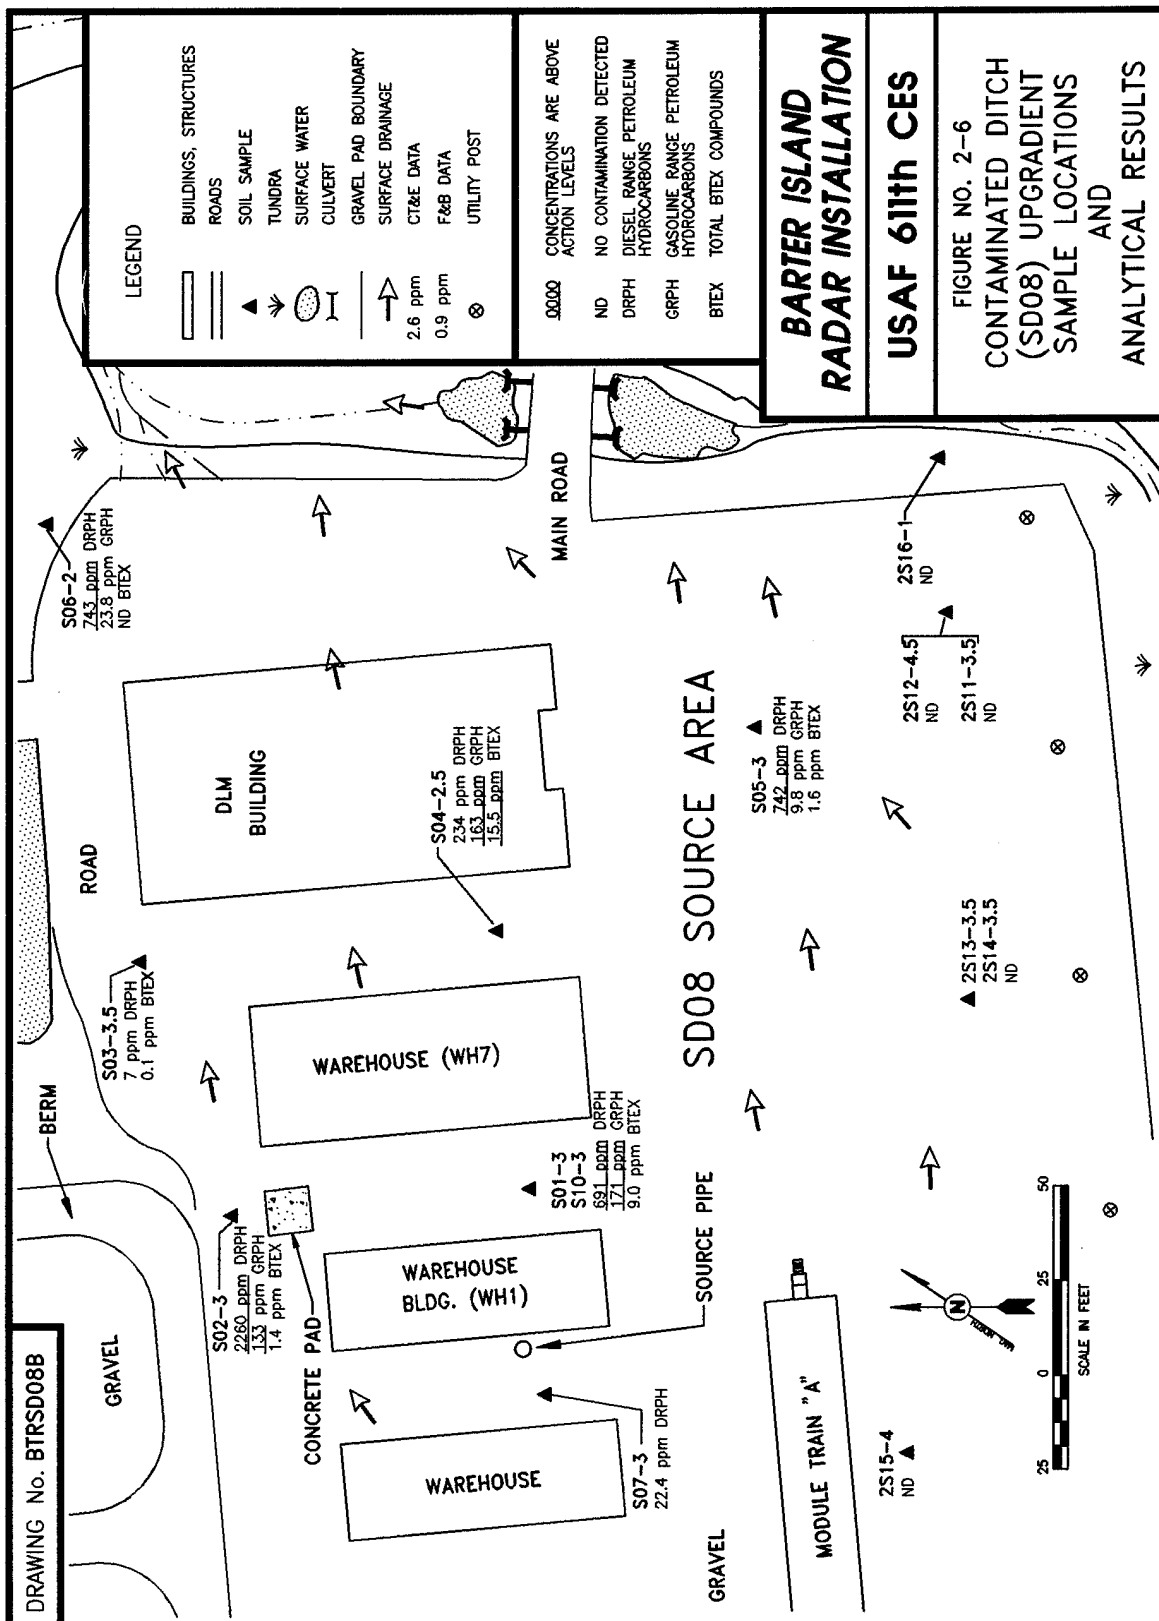 DRAWING No. BTRSD08B
GRAVEL
BERM
ROAD
S02-3
2260 ppm DRPH
133 ppm GRPH
1.4 ppm BTEX
CONCRETE PAD
S03-3.5
7 ppm DRPH
0.1 ppm BTEX
S06-2
743 ppm DRPH
23.8 ppm GRPH
ND BTEX
WAREHOUSE
WAREHOUSE
BLDG. (WH1)
WAREHOUSE (WH7)
DLM
BUILDING
S04-2.5
234 ppm DRPH
163 ppm GRPH
15.5 ppm BTEX
S01-3
S10-3
691 ppm DRPH
171 ppm GRPH
9.0 ppm BTEX
S07-3
22.4 ppm DRPH
SOURCE PIPE
SD08 SOURCE AREA
MAIN ROAD
GRAVEL
MODULE TRAIN "A"
S05-3
742 ppm DRPH
9.8 ppm GRPH
1.6 ppm BTEX
2S15-4
ND
2S13-3.5
2S14-3.5
ND
2S12-4.5
ND
2S11-3.5
ND
2S16-1
ND
N
MAG NORTH
25 0 25 50
SCALE IN FEET
LEGEND
BUILDINGS, STRUCTURES
ROADS
SOIL SAMPLE
TUNDRA
SURFACE WATER
CULVERT
GRAVEL PAD BOUNDARY
SURFACE DRAINAGE
2.6 ppm CT&E DATA
0.9 ppm F&B DATA
UTILITY POST
0000 CONCENTRATIONS ARE ABOVE
ACTION LEVELS
ND NO CONTAMINATION DETECTED
DRPH DIESEL RANGE PETROLEUM
HYDROCARBONS
GRPH GASOLINE RANGE PETROLEUM
HYDROCARBONS
BTEX TOTAL BTEX COMPOUNDS
BARTER ISLAND
RADAR INSTALLATION
USAF 611th CES
FIGURE NO. 2-6
CONTAMINATED DITCH
(SD08) UPGRADIENT
SAMPLE LOCATIONS
AND
ANALYTICAL RESULTS